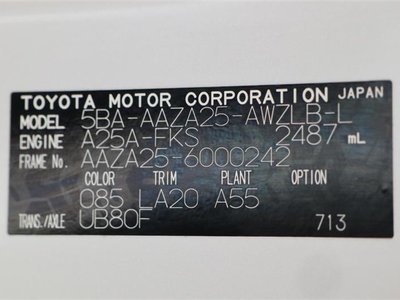 TOYOTA MOTOR CORPORATION JAPAN
MODEL 5BA-AAZA25-AWZLB-L
ENGINE A25A-FKS 2487 mL
FRAME No. AAZA25-6000242
COLOR TRIM PLANT OPTION
085 LA20 A55
TRANS./AXLE UB80F 713